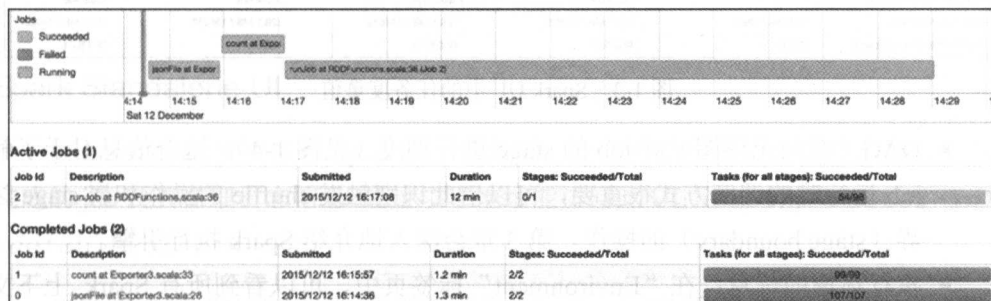 Jobs
Succeeded
Failed
Running
count at Expor
jsonFile at Expor
runJob at RDDFunctions.scala:36 (Job 2)
4:14 14:15 14:16 14:17 14:18 14:19 14:20 14:21 14:22 14:23 14:24 14:25 14:26 14:27 14:28 14:29
Sat 12 December
Active Jobs (1)
Job Id Description Submitted Duration Stages: Succeeded/Total Tasks (for all stages): Succeeded/Total
2 runJob at RDDFunctions.scala:36 2015/12/12 16:17:08 12 min 0/1 54/98
Completed Jobs (2)
Job Id Description Submitted Duration Stages: Succeeded/Total Tasks (for all stages): Succeeded/Total
1 count at Exporter3.scala:33 2015/12/12 16:15:57 1.2 min 2/2 99/99
0 jsonFile at Exporter3.scala:26 2015/12/12 16:14:36 1.3 min 2/2 107/107